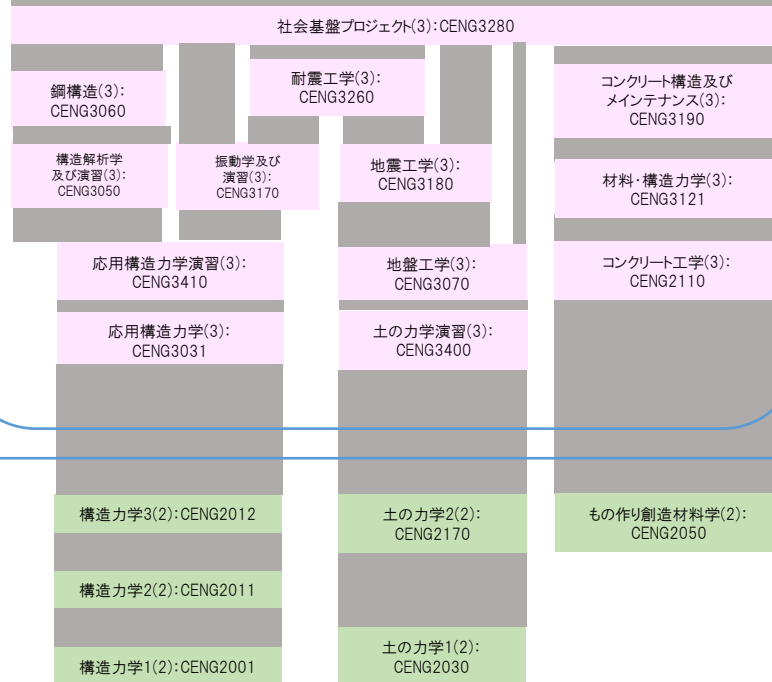 社会基盤プロジェクト(3):CENG3280
鋼構造(3):
CENG3060
耐震工学(3):
CENG3260
コンクリート構造及び
メインテナンス(3):
CENG3190
構造解析学
及び演習(3):
CENG3050
振動学及び
演習(3):
CENG3170
地震工学(3):
CENG3180
材料・構造力学(3):
CENG3121
応用構造力学演習(3):
CENG3410
地盤工学(3):
CENG3070
コンクリート工学(3):
CENG2110
応用構造力学(3):
CENG3031
土の力学演習(3):
CENG3400
構造力学3(2):CENG2012
土の力学2(2):
CENG2170
もの作り創造材料学(2):
CENG2050
構造力学2(2):CENG2011
構造力学1(2):CENG2001
土の力学1(2):
CENG2030